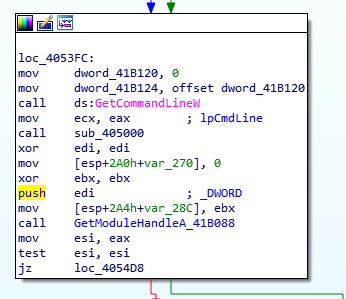 loc_4053FC:
mov dword_41B120, 0
mov dword_41B124, offset dword_41B120
call ds:GetCommandLineW
mov ecx, eax ; lpCmdLine
call sub_405000
xor edi, edi
mov [esp+2A0h+var_270], 0
xor ebx, ebx
push edi ; _DWORD
mov [esp+2A4h+var_28C], ebx
call GetModuleHandleA_41B088
mov esi, eax
test esi, esi
jz loc_4054D8